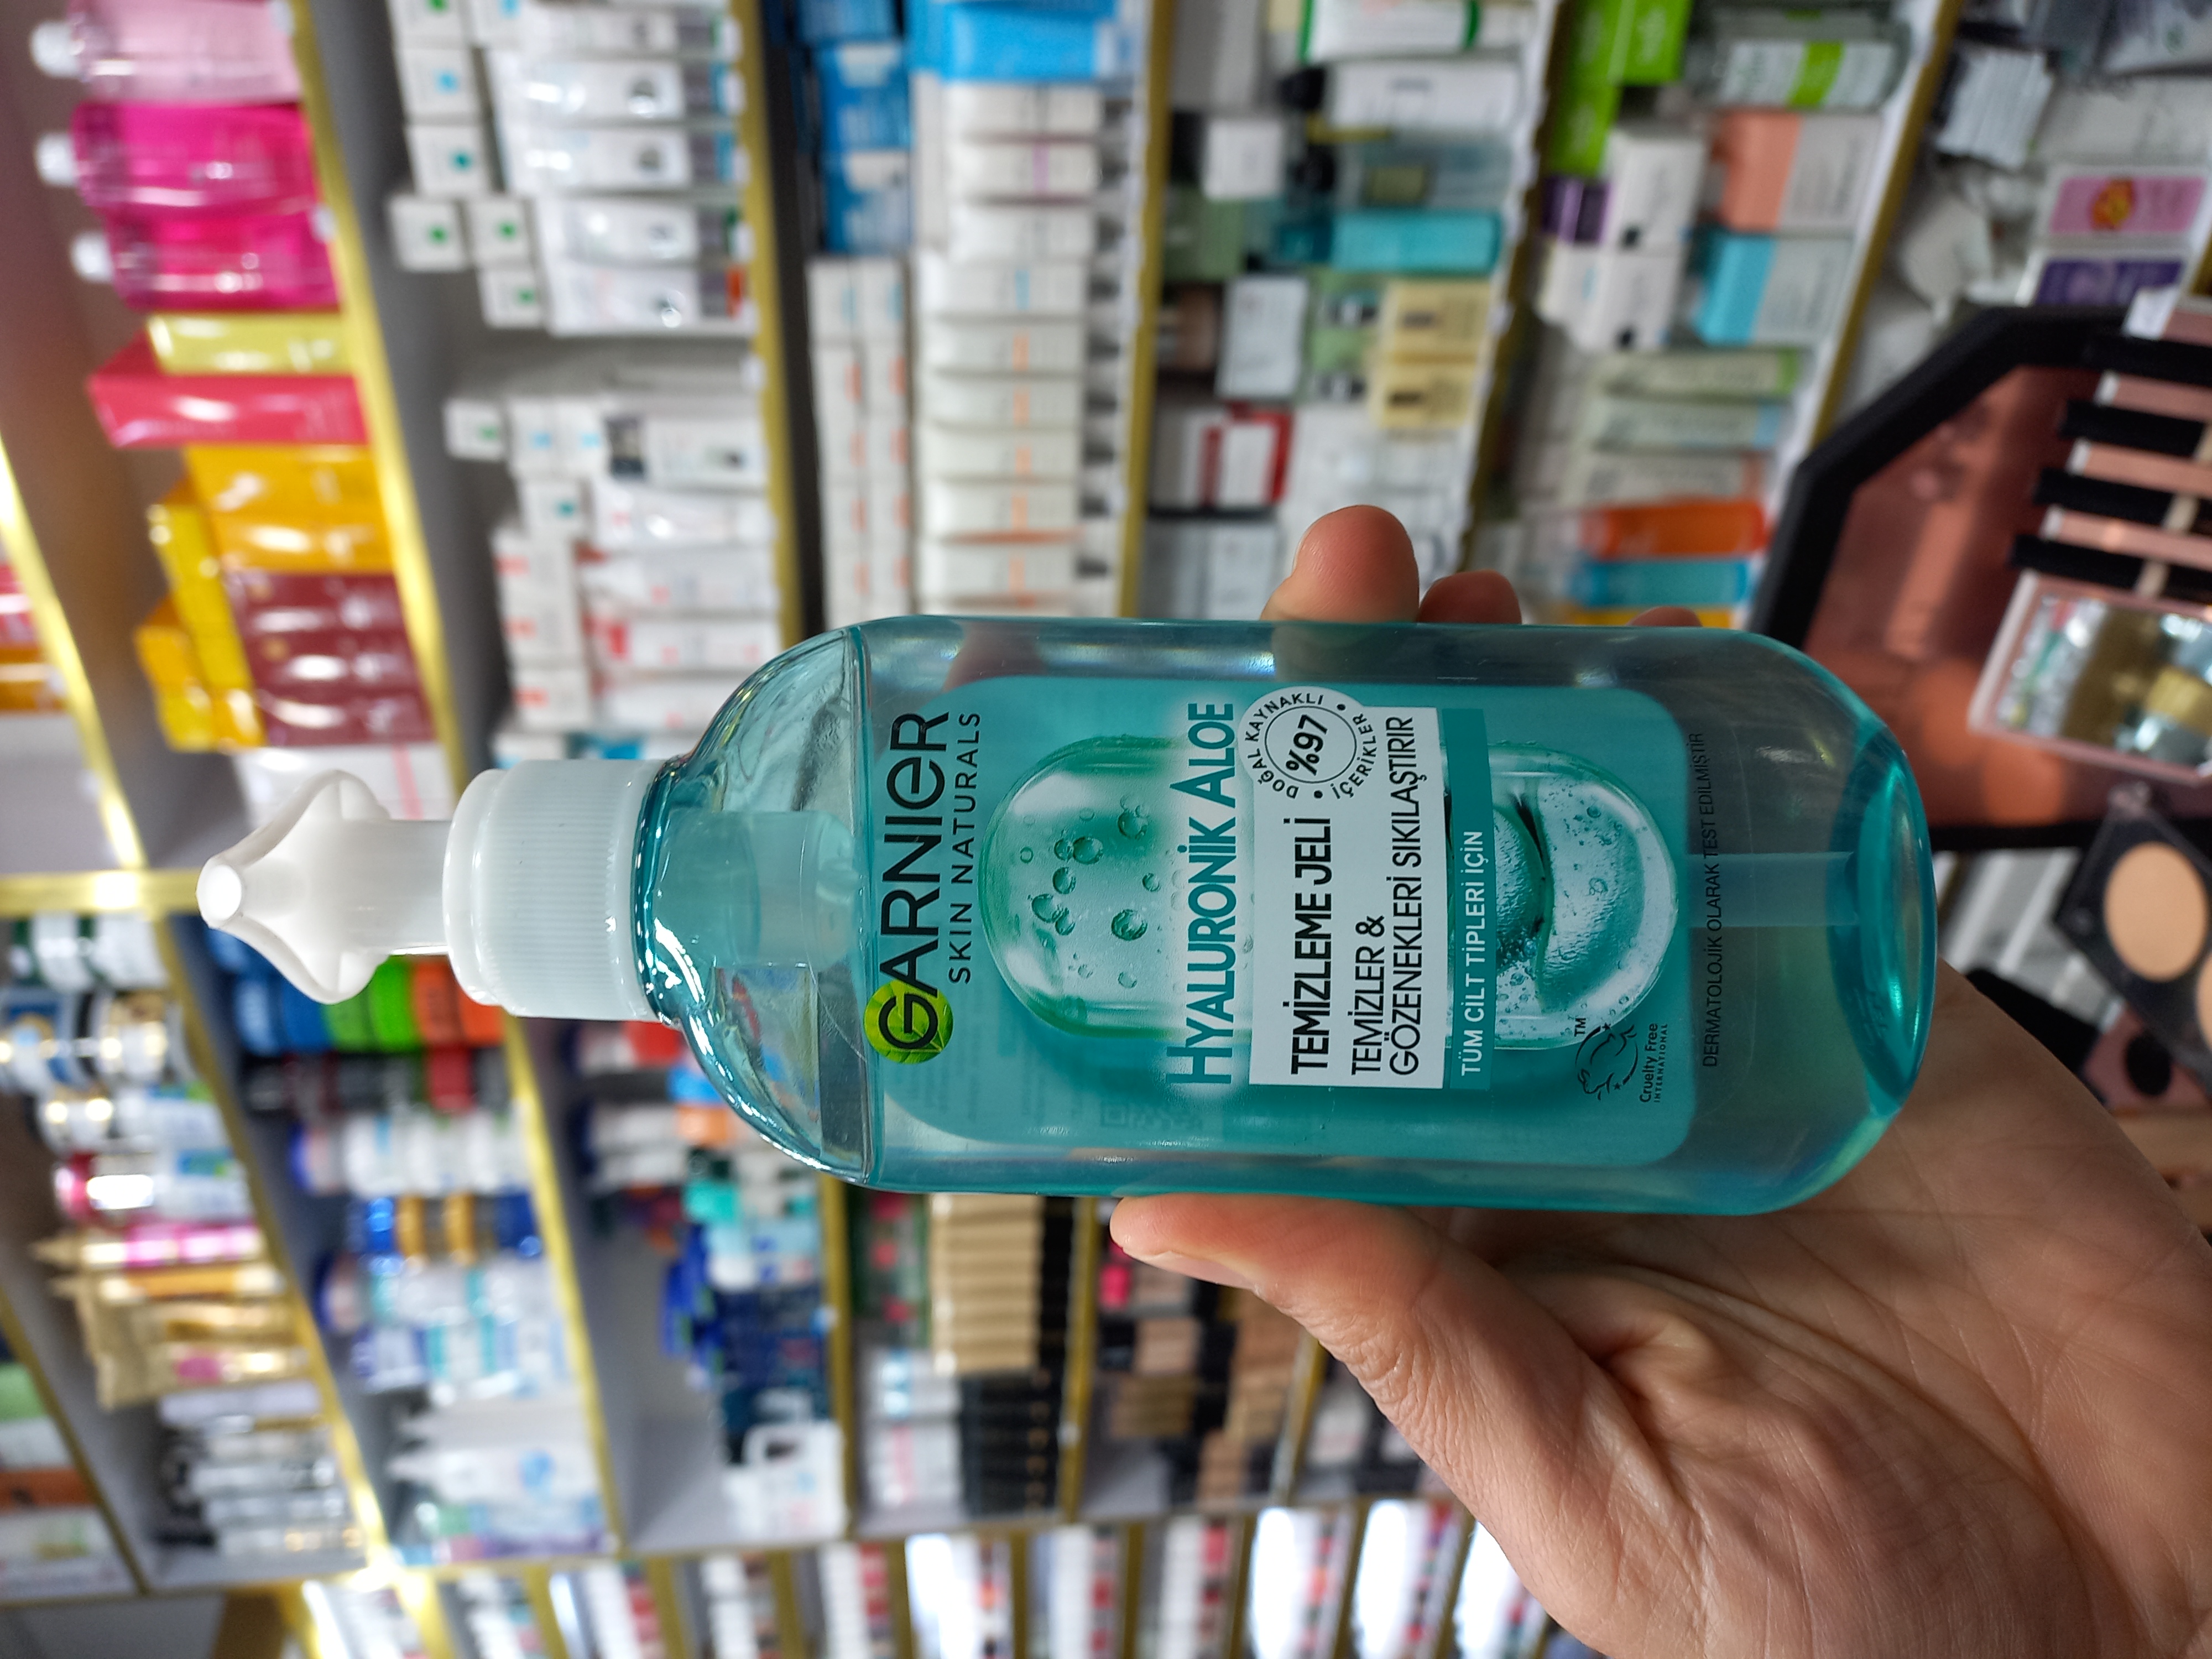 GARNIER
SKIN NATURALS
HYALURONİK ALOE
DOĞAL KAYNAKLI
%97
İÇERİKLER
TEMİZLEME JELİ
TEMİZLER &
GÖZENEKLERİ SIKILAŞTIRIR
TÜM CİLT TİPLERİ İÇİN
TM
Cruelty Free
INTERNATIONAL
DERMATOLOJİK OLARAK TEST EDİLMİŞTİR